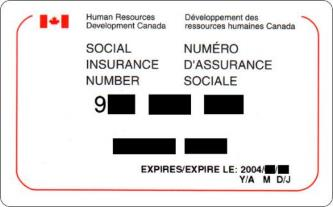 Human Resources Développement des
Development Canada ressources humaines Canada
SOCIAL NUMÉRO
INSURANCE D'ASSURANCE
NUMBER SOCIALE
9
EXPIRES/EXPIRE LE: 2004/ /
Y/A M D/J